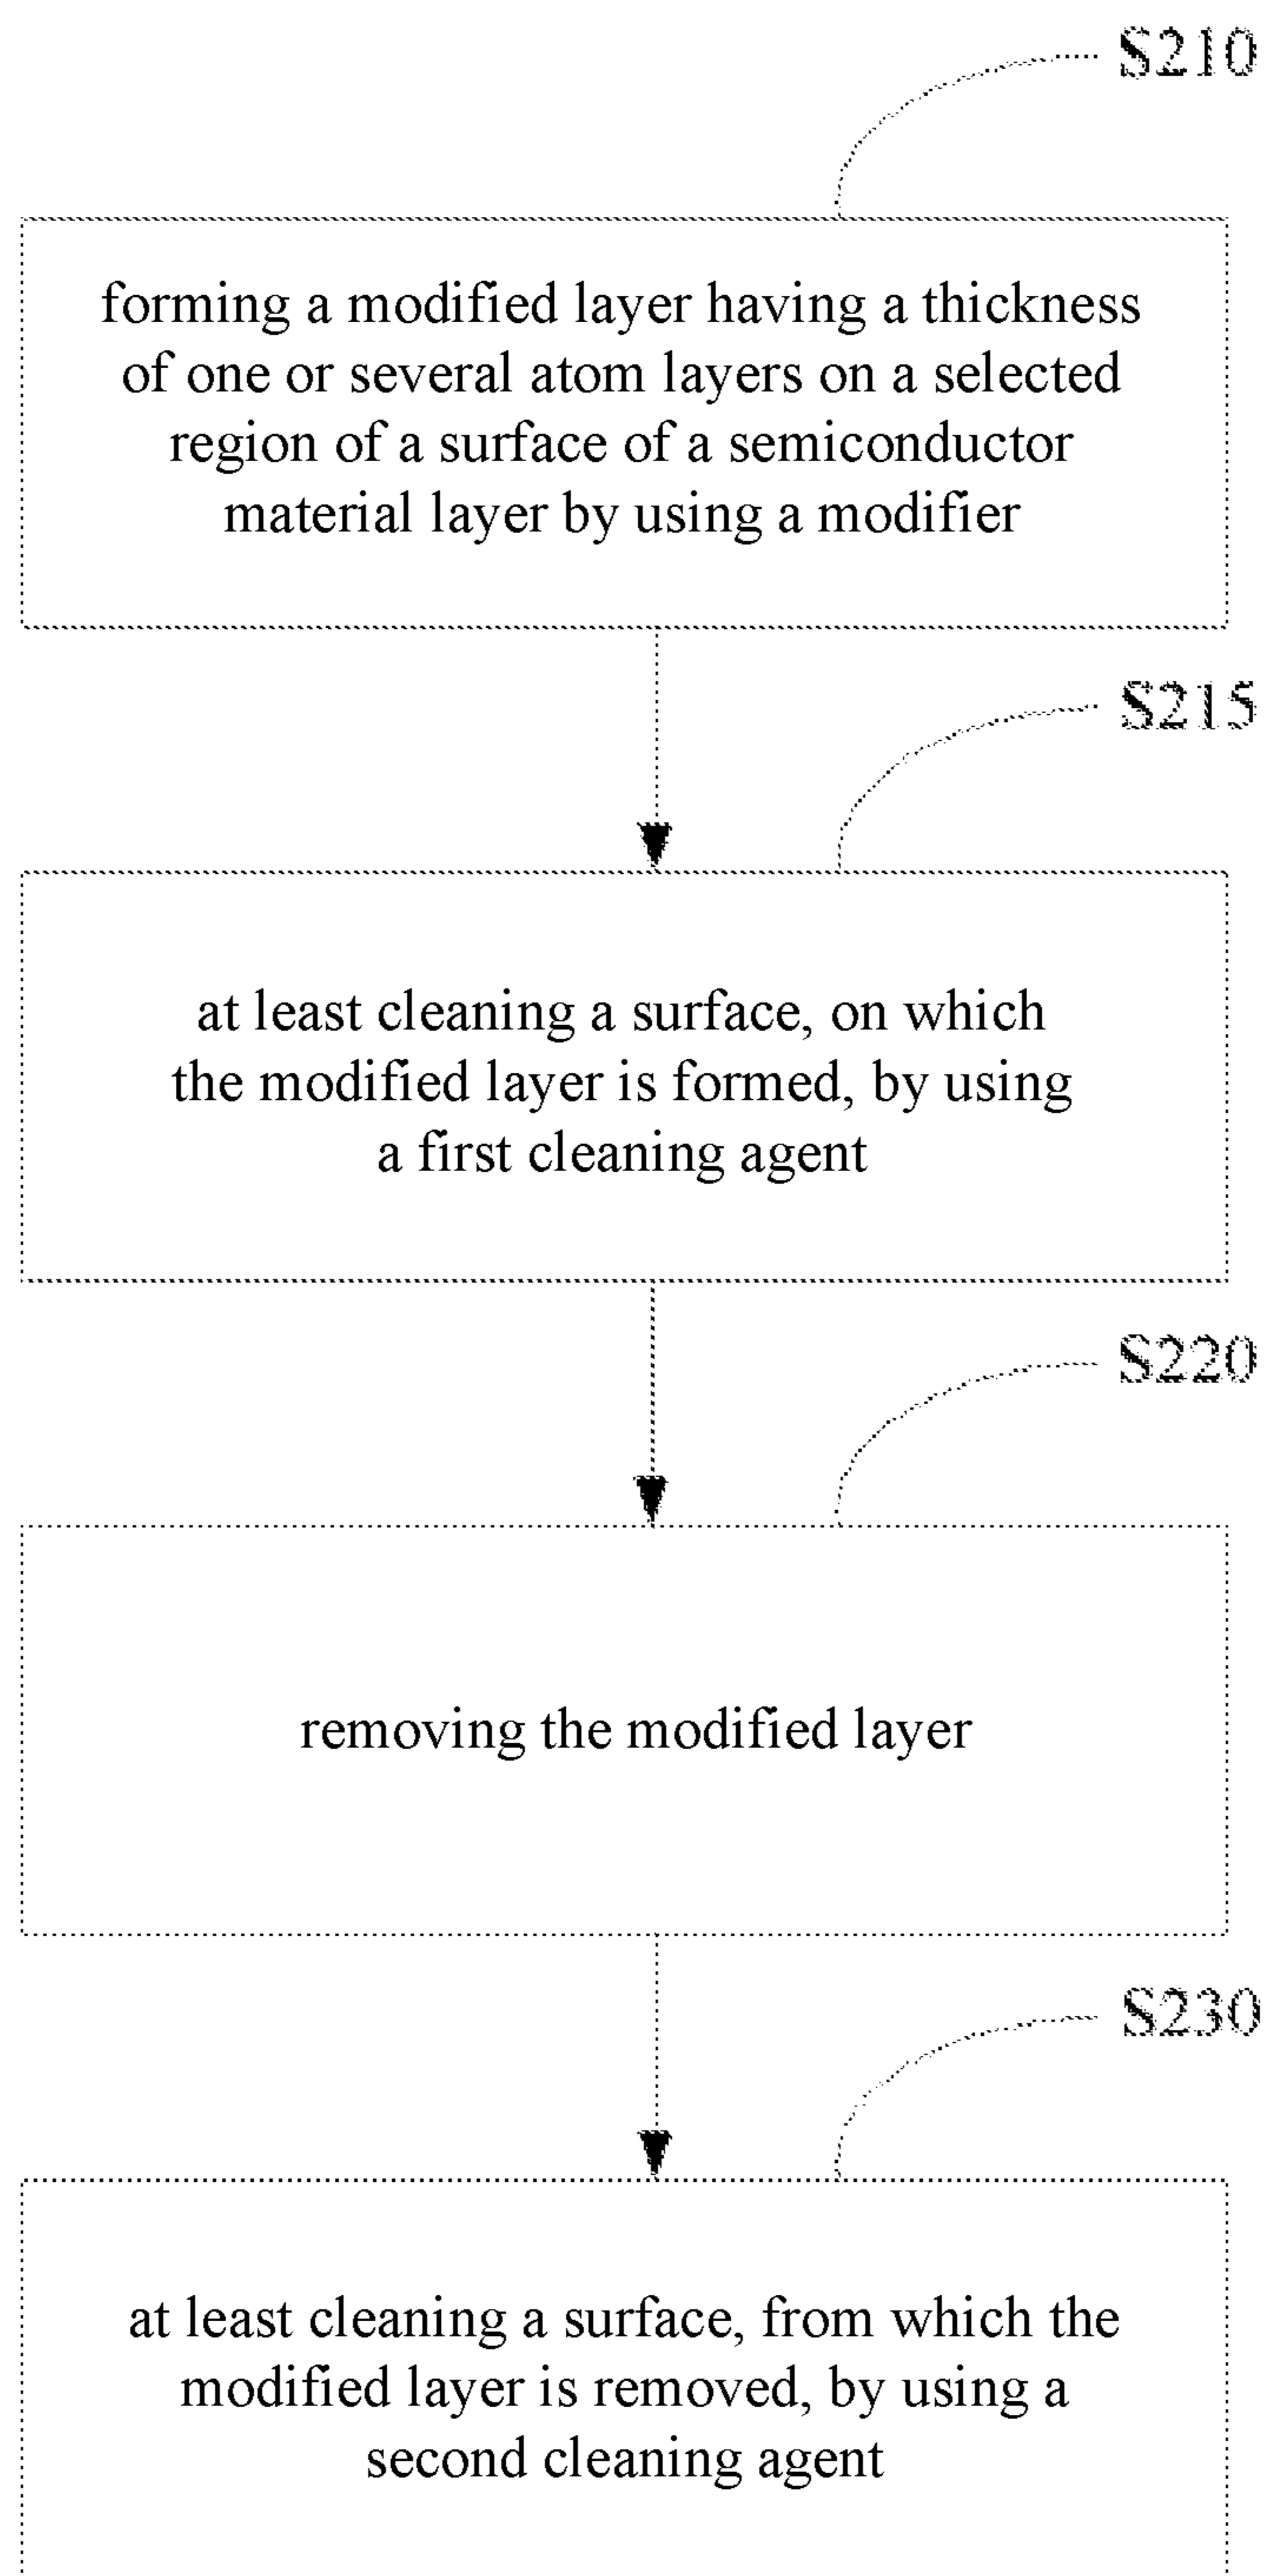 S210
forming a modified layer having a thickness
of one or several atom layers on a selected
region of a surface of a semiconductor
material layer by using a modifier
S215
at least cleaning a surface, on which
the modified layer is formed, by using
a first cleaning agent
S220
removing the modified layer
S230
at least cleaning a surface, from which the
modified layer is removed, by using a
second cleaning agent